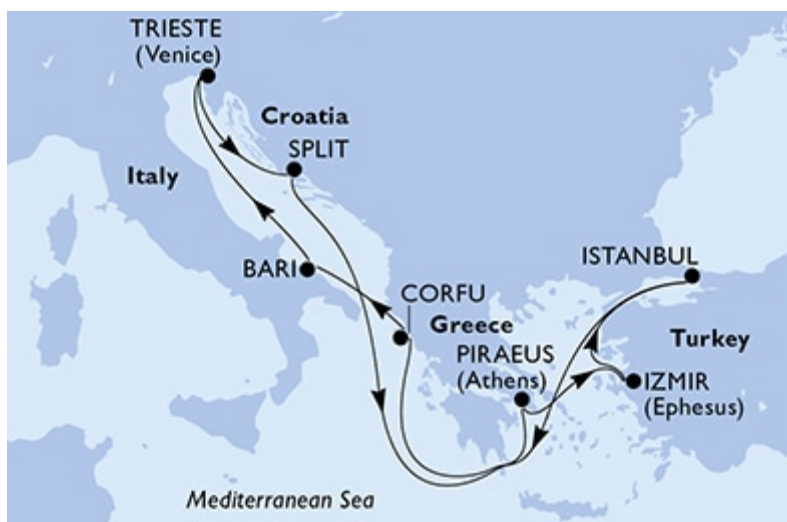 TRIESTE
(Venice)
Croatia
SPLIT
Italy
BARI
ISTANBUL
CORFU
Greece
Turkey
PIRAEUS
(Athens)
IZMIR
(Ephesus)
Mediterranean Sea